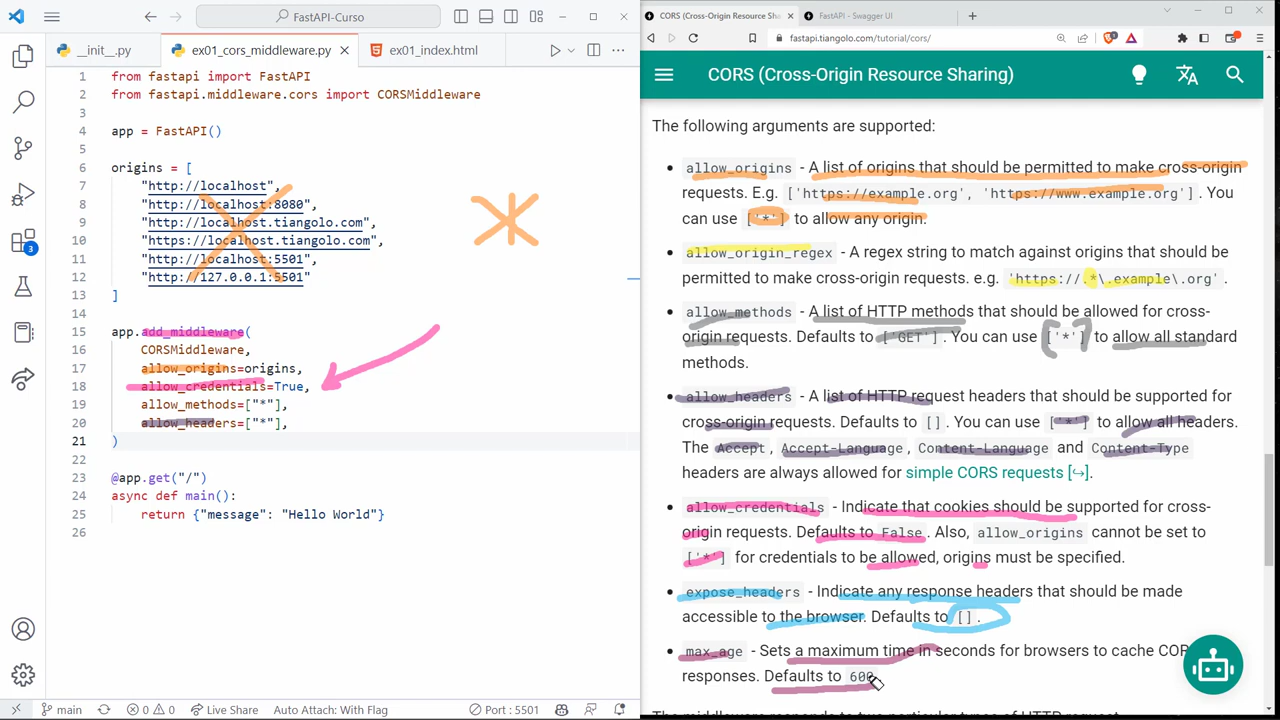 FastAPI-Curso
__init__.py
ex01_cors_middleware.py
ex01_index.html
1 from fastapi import FastAPI
2 from fastapi.middleware.cors import CORSMiddleware
3
4 app = FastAPI()
5
6 origins = [
7 "http://localhost",
8 "http://localhost:8080",
9 "http://localhost.tiangolo.com",
10 "https://localhost.tiangolo.com",
11 "http://localhost:5501",
12 "http://127.0.0.1:5501"
13 ]
14
15 app.add_middleware(
16 CORSMiddleware,
17 allow_origins=origins,
18 allow_credentials=True,
19 allow_methods=["*"],
20 allow_headers=["*"],
21 )
22
23 @app.get("/")
24 async def main():
25 return {"message": "Hello World"}
26
3
main
0 0
Live Share
Auto Attach: With Flag
Port : 5501
CORS (Cross-Origin Resource Sha
FastAPI - Swagger UI
fastapi.tiangolo.com/tutorial/cors/
CORS (Cross-Origin Resource Sharing)
The following arguments are supported:
• allow_origins - A list of origins that should be permitted to make cross-origin
requests. E.g. ['https://example.org', 'https://www.example.org']. You
can use ['*'] to allow any origin.
• allow_origin_regex - A regex string to match against origins that should be
permitted to make cross-origin requests. e.g. 'https://.*\.example\.org'.
• allow_methods - A list of HTTP methods that should be allowed for cross-
origin requests. Defaults to ['GET']. You can use ['*'] to allow all standard
methods.
• allow_headers - A list of HTTP request headers that should be supported for
cross-origin requests. Defaults to []. You can use ['*'] to allow all headers.
The Accept, Accept-Language, Content-Language and Content-Type
headers are always allowed for simple CORS requests [↪].
• allow_credentials - Indicate that cookies should be supported for cross-
origin requests. Defaults to False. Also, allow_origins cannot be set to
['*'] for credentials to be allowed, origins must be specified.
• expose_headers - Indicate any response headers that should be made
accessible to the browser. Defaults to [].
• max_age - Sets a maximum time in seconds for browsers to cache COR
responses. Defaults to 600